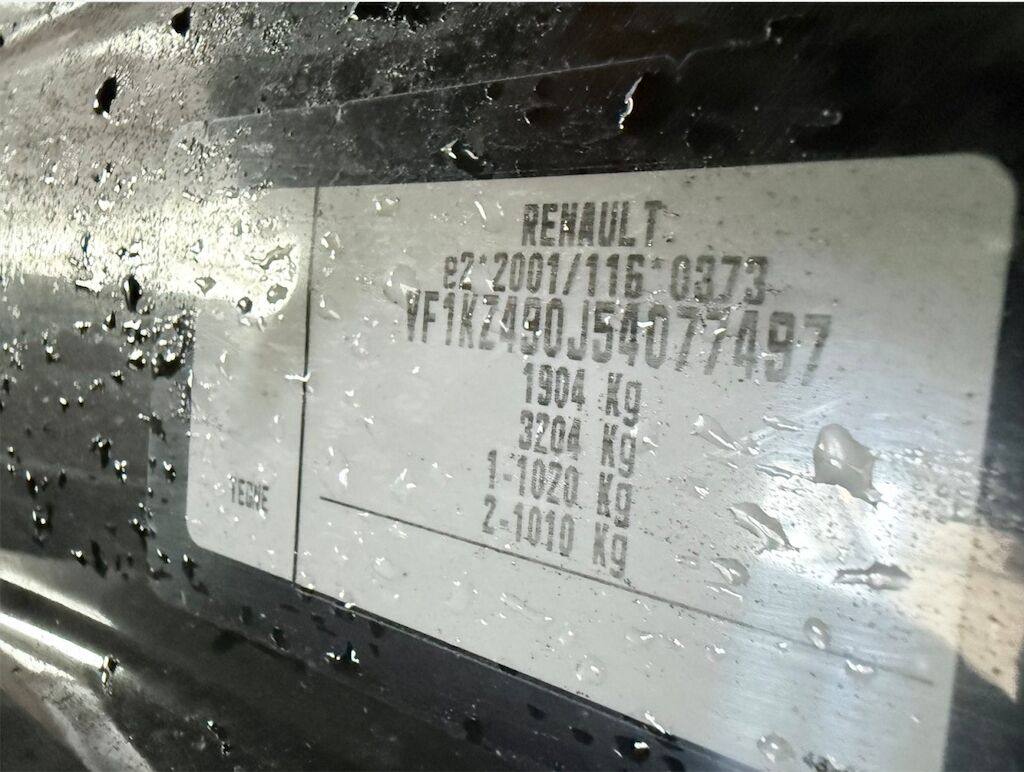 RENAULT
e2*2001/116*0373
VF1KZ490J54077497
1904 Kg
3204 Kg
1-1020 Kg
2-1010 Kg